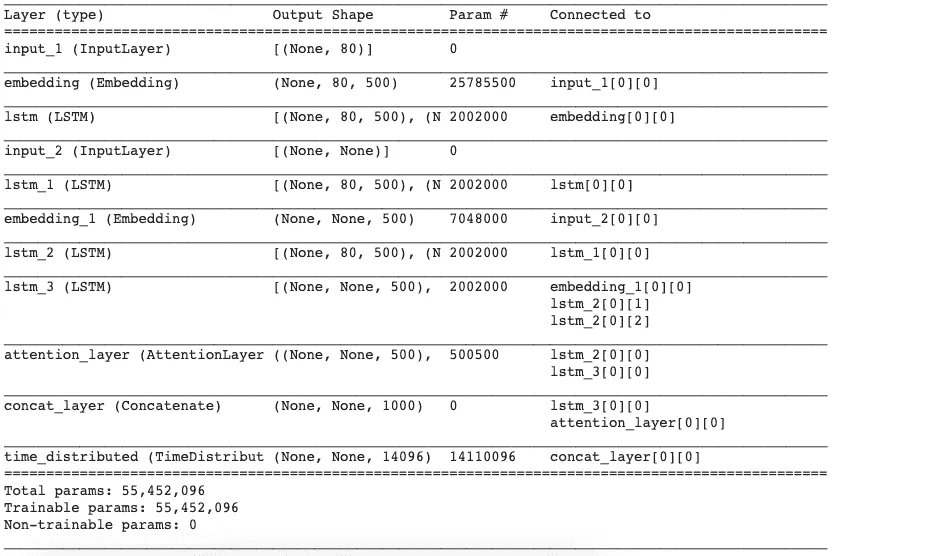 Layer (type) Output Shape Param # Connected to
input_1 (InputLayer) [(None, 80)] 0
embedding (Embedding) (None, 80, 500) 25785500 input_1[0][0]
lstm (LSTM) [(None, 80, 500), (N 2002000 embedding[0][0]
input_2 (InputLayer) [(None, None)] 0
lstm_1 (LSTM) [(None, 80, 500), (N 2002000 lstm[0][0]
embedding_1 (Embedding) (None, None, 500) 7048000 input_2[0][0]
lstm_2 (LSTM) [(None, 80, 500), (N 2002000 lstm_1[0][0]
lstm_3 (LSTM) [(None, None, 500), 2002000 embedding_1[0][0]
lstm_2[0][1]
lstm_2[0][2]
attention_layer (AttentionLayer ((None, None, 500), 500500 lstm_2[0][0]
lstm_3[0][0]
concat_layer (Concatenate) (None, None, 1000) 0 lstm_3[0][0]
attention_layer[0][0]
time_distributed (TimeDistribut (None, None, 14096) 14110096 concat_layer[0][0]
Total params: 55,452,096
Trainable params: 55,452,096
Non-trainable params: 0